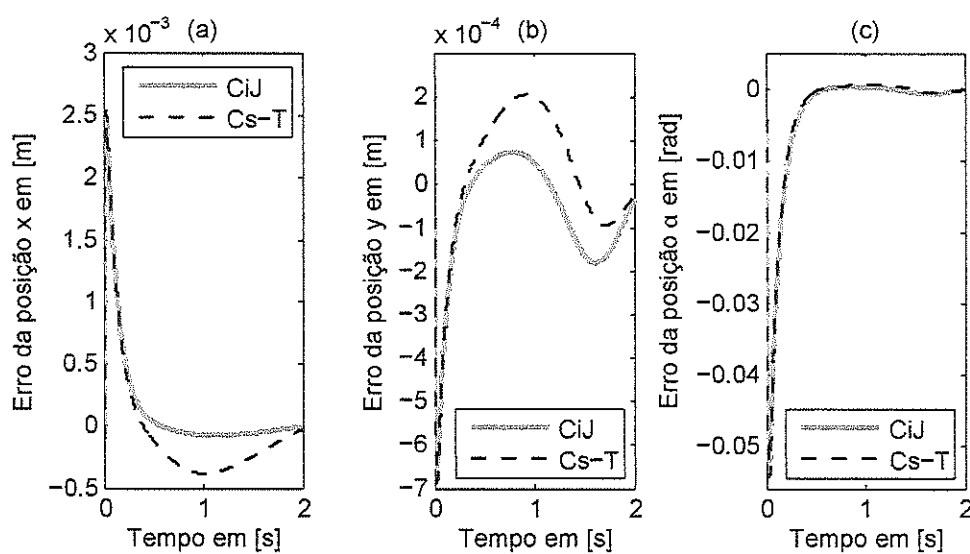 x 10⁻³ (a)
3
2.5
2
1.5
1
0.5
0
−0.5
0 1 2
Erro da posição x em [m]
Tempo em [s]
CiJ
Cs−T
x 10⁻⁴ (b)
2
1
0
−1
−2
−3
−4
−5
−6
−7
0 1 2
Erro da posição y em [m]
Tempo em [s]
CiJ
Cs−T
(c)
0
−0.01
−0.02
−0.03
−0.04
−0.05
0 1 2
Erro da posição α em [rad]
Tempo em [s]
CiJ
Cs−T